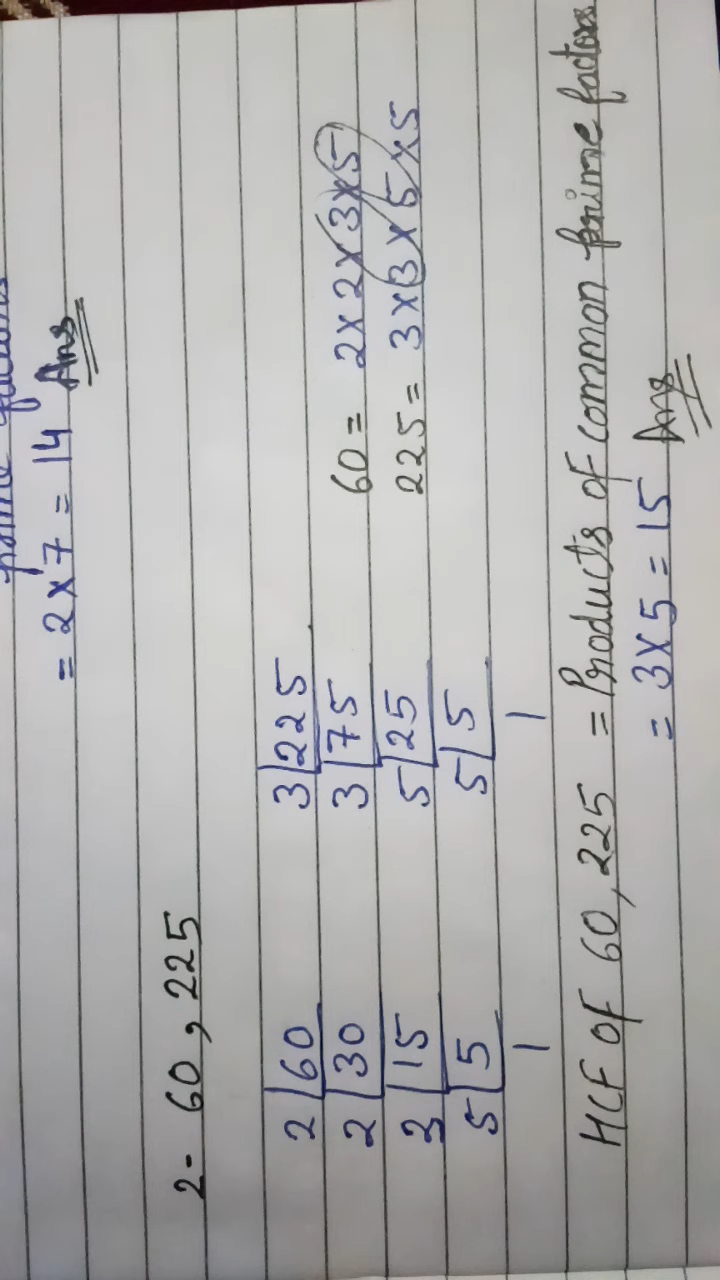 prime factors
= 2 x 7 = 14 Ans
2- 60, 225
2 | 60    3 | 225
2 | 30    3 | 75    60 = 2 x 2 x 3 x 5
3 | 15    5 | 25    225 = 3 x 3 x 5 x 5
5 | 5    5 | 5
1    1
HCF OF 60, 225 = Products of common prime factors
= 3 x 5 = 15 Ans